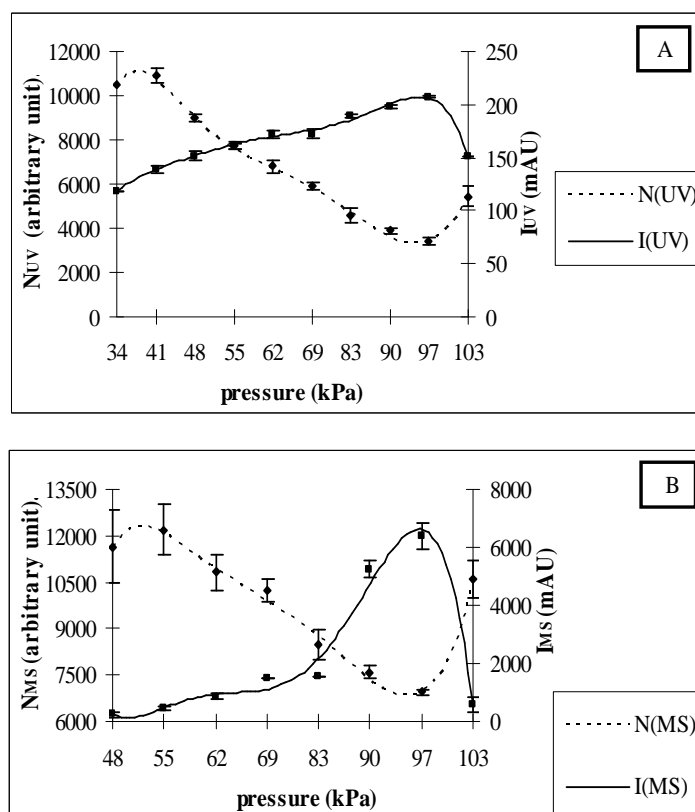 A
12000
10000
8000
6000
4000
2000
0
NUV (arbitrary unit).
250
200
150
100
50
0
IUV (mAU)
34 41 48 55 62 69 83 90 97 103
pressure (kPa)
N(UV)
I(UV)
B
13500
12000
10500
9000
7500
6000
NMS (arbitrary unit).
8000
6000
4000
2000
0
IMS (mAU)
48 55 62 69 83 90 97 103
pressure (kPa)
N(MS)
I(MS)